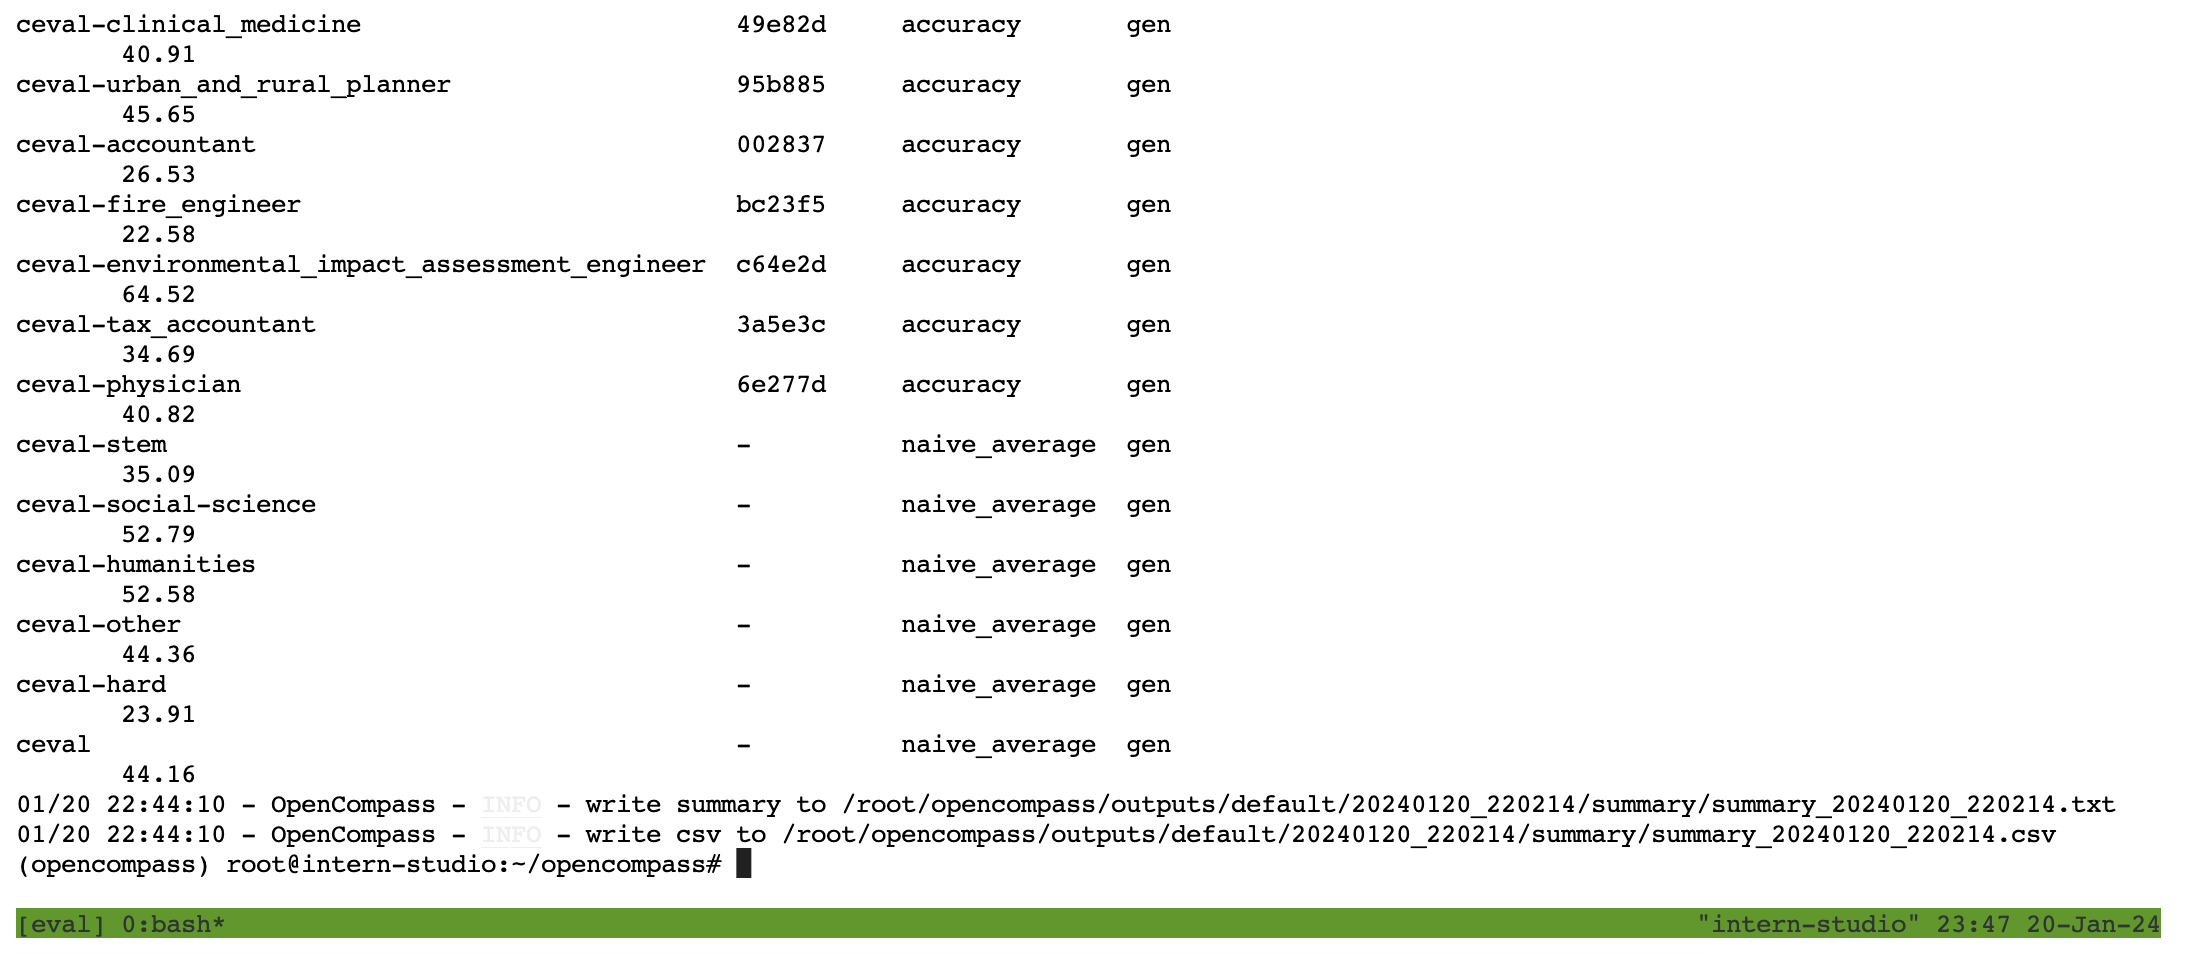 ceval-clinical_medicine 49e82d accuracy gen
40.91
ceval-urban_and_rural_planner 95b885 accuracy gen
45.65
ceval-accountant 002837 accuracy gen
26.53
ceval-fire_engineer bc23f5 accuracy gen
22.58
ceval-environmental_impact_assessment_engineer c64e2d accuracy gen
64.52
ceval-tax_accountant 3a5e3c accuracy gen
34.69
ceval-physician 6e277d accuracy gen
40.82
ceval-stem - naive_average gen
35.09
ceval-social-science - naive_average gen
52.79
ceval-humanities - naive_average gen
52.58
ceval-other - naive_average gen
44.36
ceval-hard - naive_average gen
23.91
ceval - naive_average gen
44.16
01/20 22:44:10 - OpenCompass - INFO - write summary to /root/opencompass/outputs/default/20240120_220214/summary/summary_20240120_220214.txt
01/20 22:44:10 - OpenCompass - INFO - write csv to /root/opencompass/outputs/default/20240120_220214/summary/summary_20240120_220214.csv
(opencompass) root@intern-studio:~/opencompass#
[eval] 0:bash* "intern-studio" 23:47 20-Jan-24